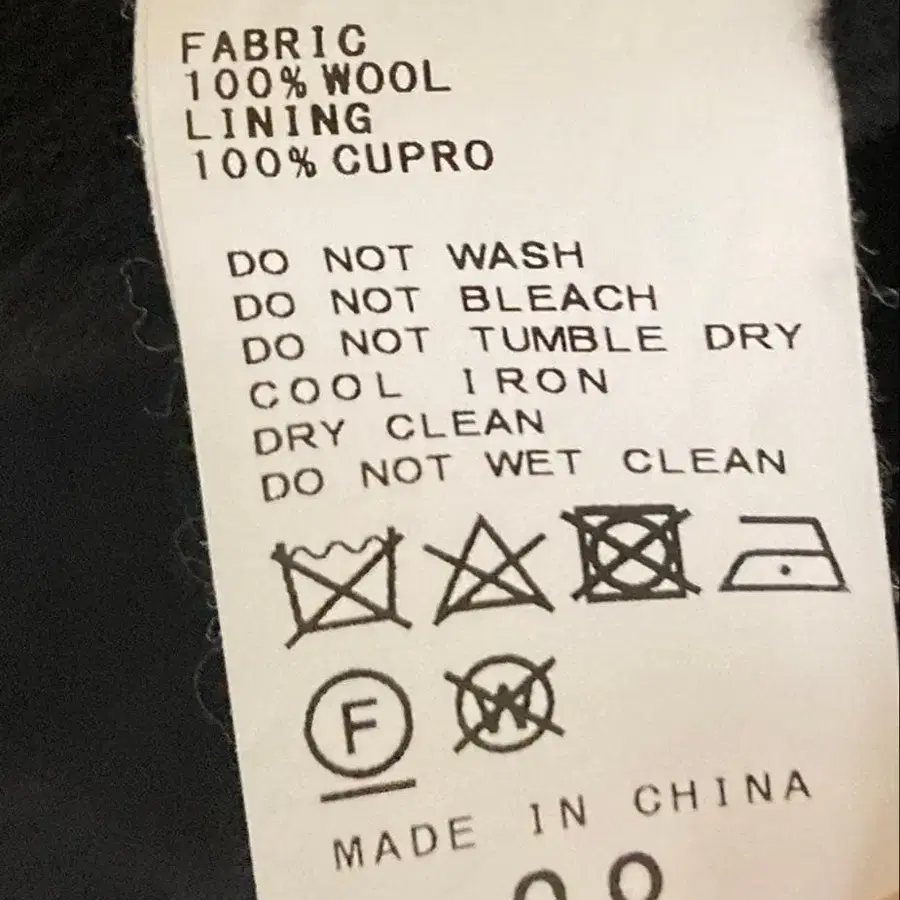 FABRIC
100% WOOL
LINING
100% CUPRO
DO NOT WASH
DO NOT BLEACH
DO NOT TUMBLE DRY
COOL IRON
DRY CLEAN
DO NOT WET CLEAN
F W
MADE IN CHINA